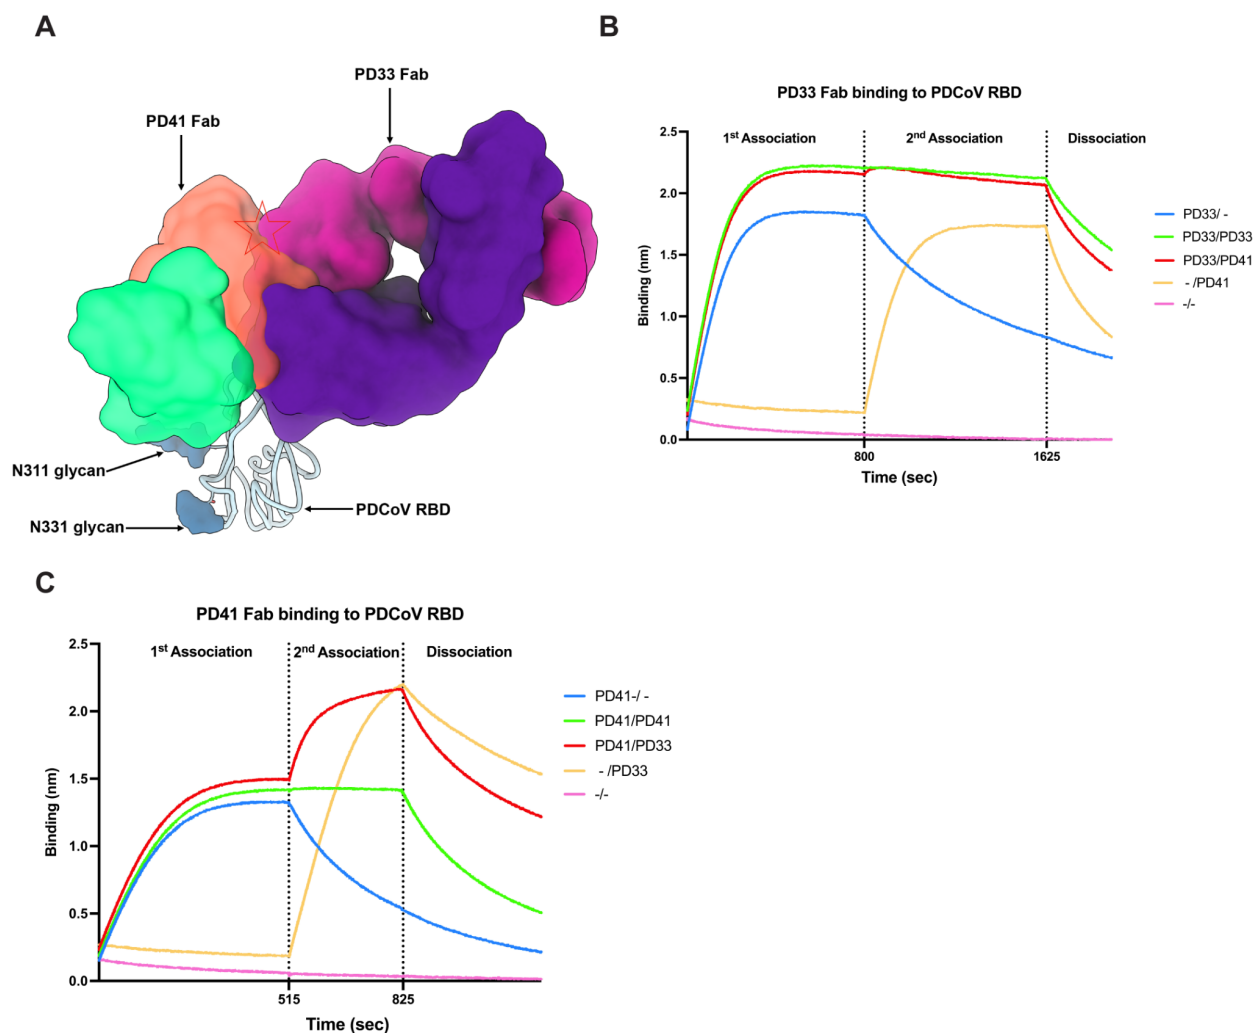 A
PD33 Fab
PD41 Fab
N311 glycan
N331 glycan
PDCoV RBD
B
PD33 Fab binding to PDCoV RBD
1st Association
2nd Association
Dissociation
Binding (nm)
2.5
2.0
1.5
1.0
0.5
0.0
800
1625
Time (sec)
PD33/ -
PD33/PD33
PD33/PD41
- /PD41
-/-
C
PD41 Fab binding to PDCoV RBD
1st Association
2nd Association
Dissociation
Binding (nm)
2.5
2.0
1.5
1.0
0.5
0.0
515
825
Time (sec)
PD41-/ -
PD41/PD41
PD41/PD33
- /PD33
-/-